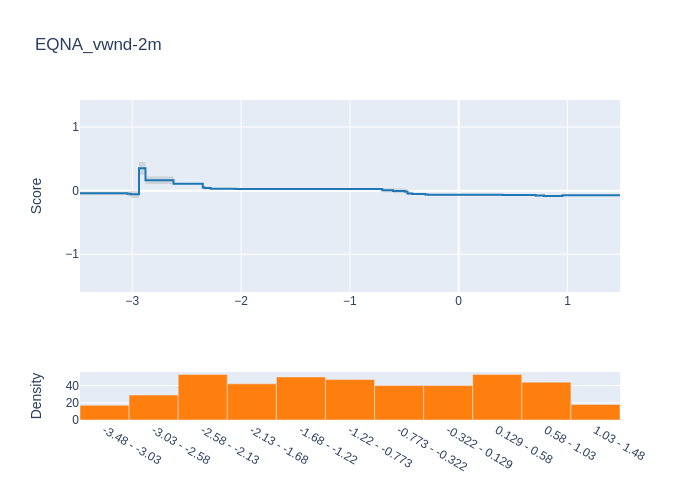 EQNA_vwnd-2m
Score
1
0
−1
−3
−2
−1
0
1
Density
40
20
0
-3.48 - -3.03
-3.03 - -2.58
-2.58 - -2.13
-2.13 - -1.68
-1.68 - -1.22
-1.22 - -0.773
-0.773 - -0.322
-0.322 - 0.129
0.129 - 0.58
0.58 - 1.03
1.03 - 1.48